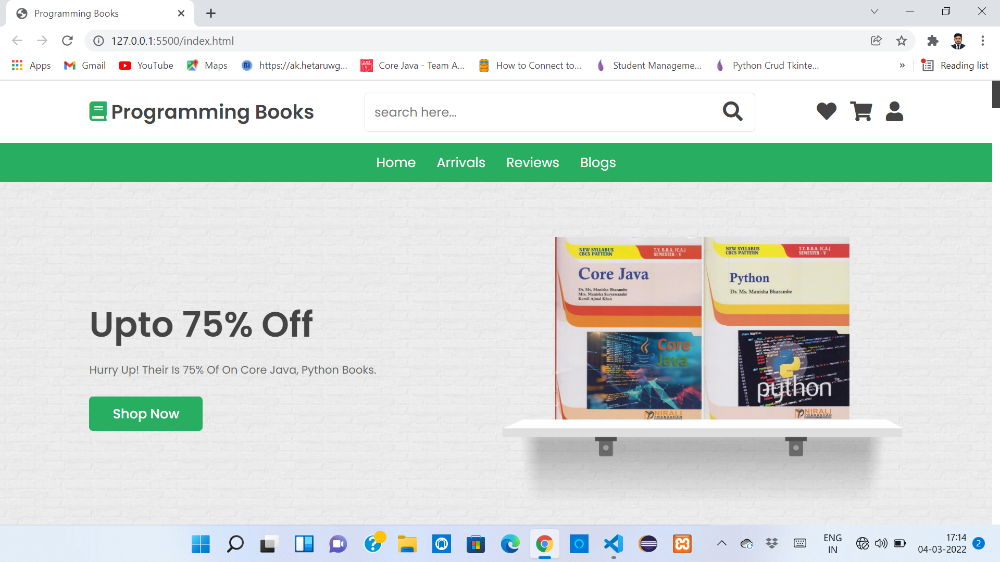 Programming Books
127.0.0.1:5500/index.html
Apps
Gmail
YouTube
Maps
https://ak.hetaruwg...
Core Java - Team A...
How to Connect to...
Student Manageme...
Python Crud Tkinte...
»
Reading list
Programming Books
search here...
Home
Arrivals
Reviews
Blogs
Upto 75% Off
Hurry Up! Their Is 75% Of On Core Java, Python Books.
Shop Now
NEW SYLLABUS
CBCS PATTERN
T.Y. B.B.A. (C.A.)
SEMESTER - V
Core Java
Dr. Ms. Manisha Bharambe
Mrs. Manisha Suryawanshi
Kamil Ajmal Khan
Core
Java
NIRALI
PRAKASHAN
NEW SYLLABUS
CBCS PATTERN
T.Y. B.B.A. (C.A.)
SEMESTER - V
Python
Dr. Ms. Manisha Bharambe
python™
NIRALI
PRAKASHAN
ENG
IN
17:14
04-03-2022
2